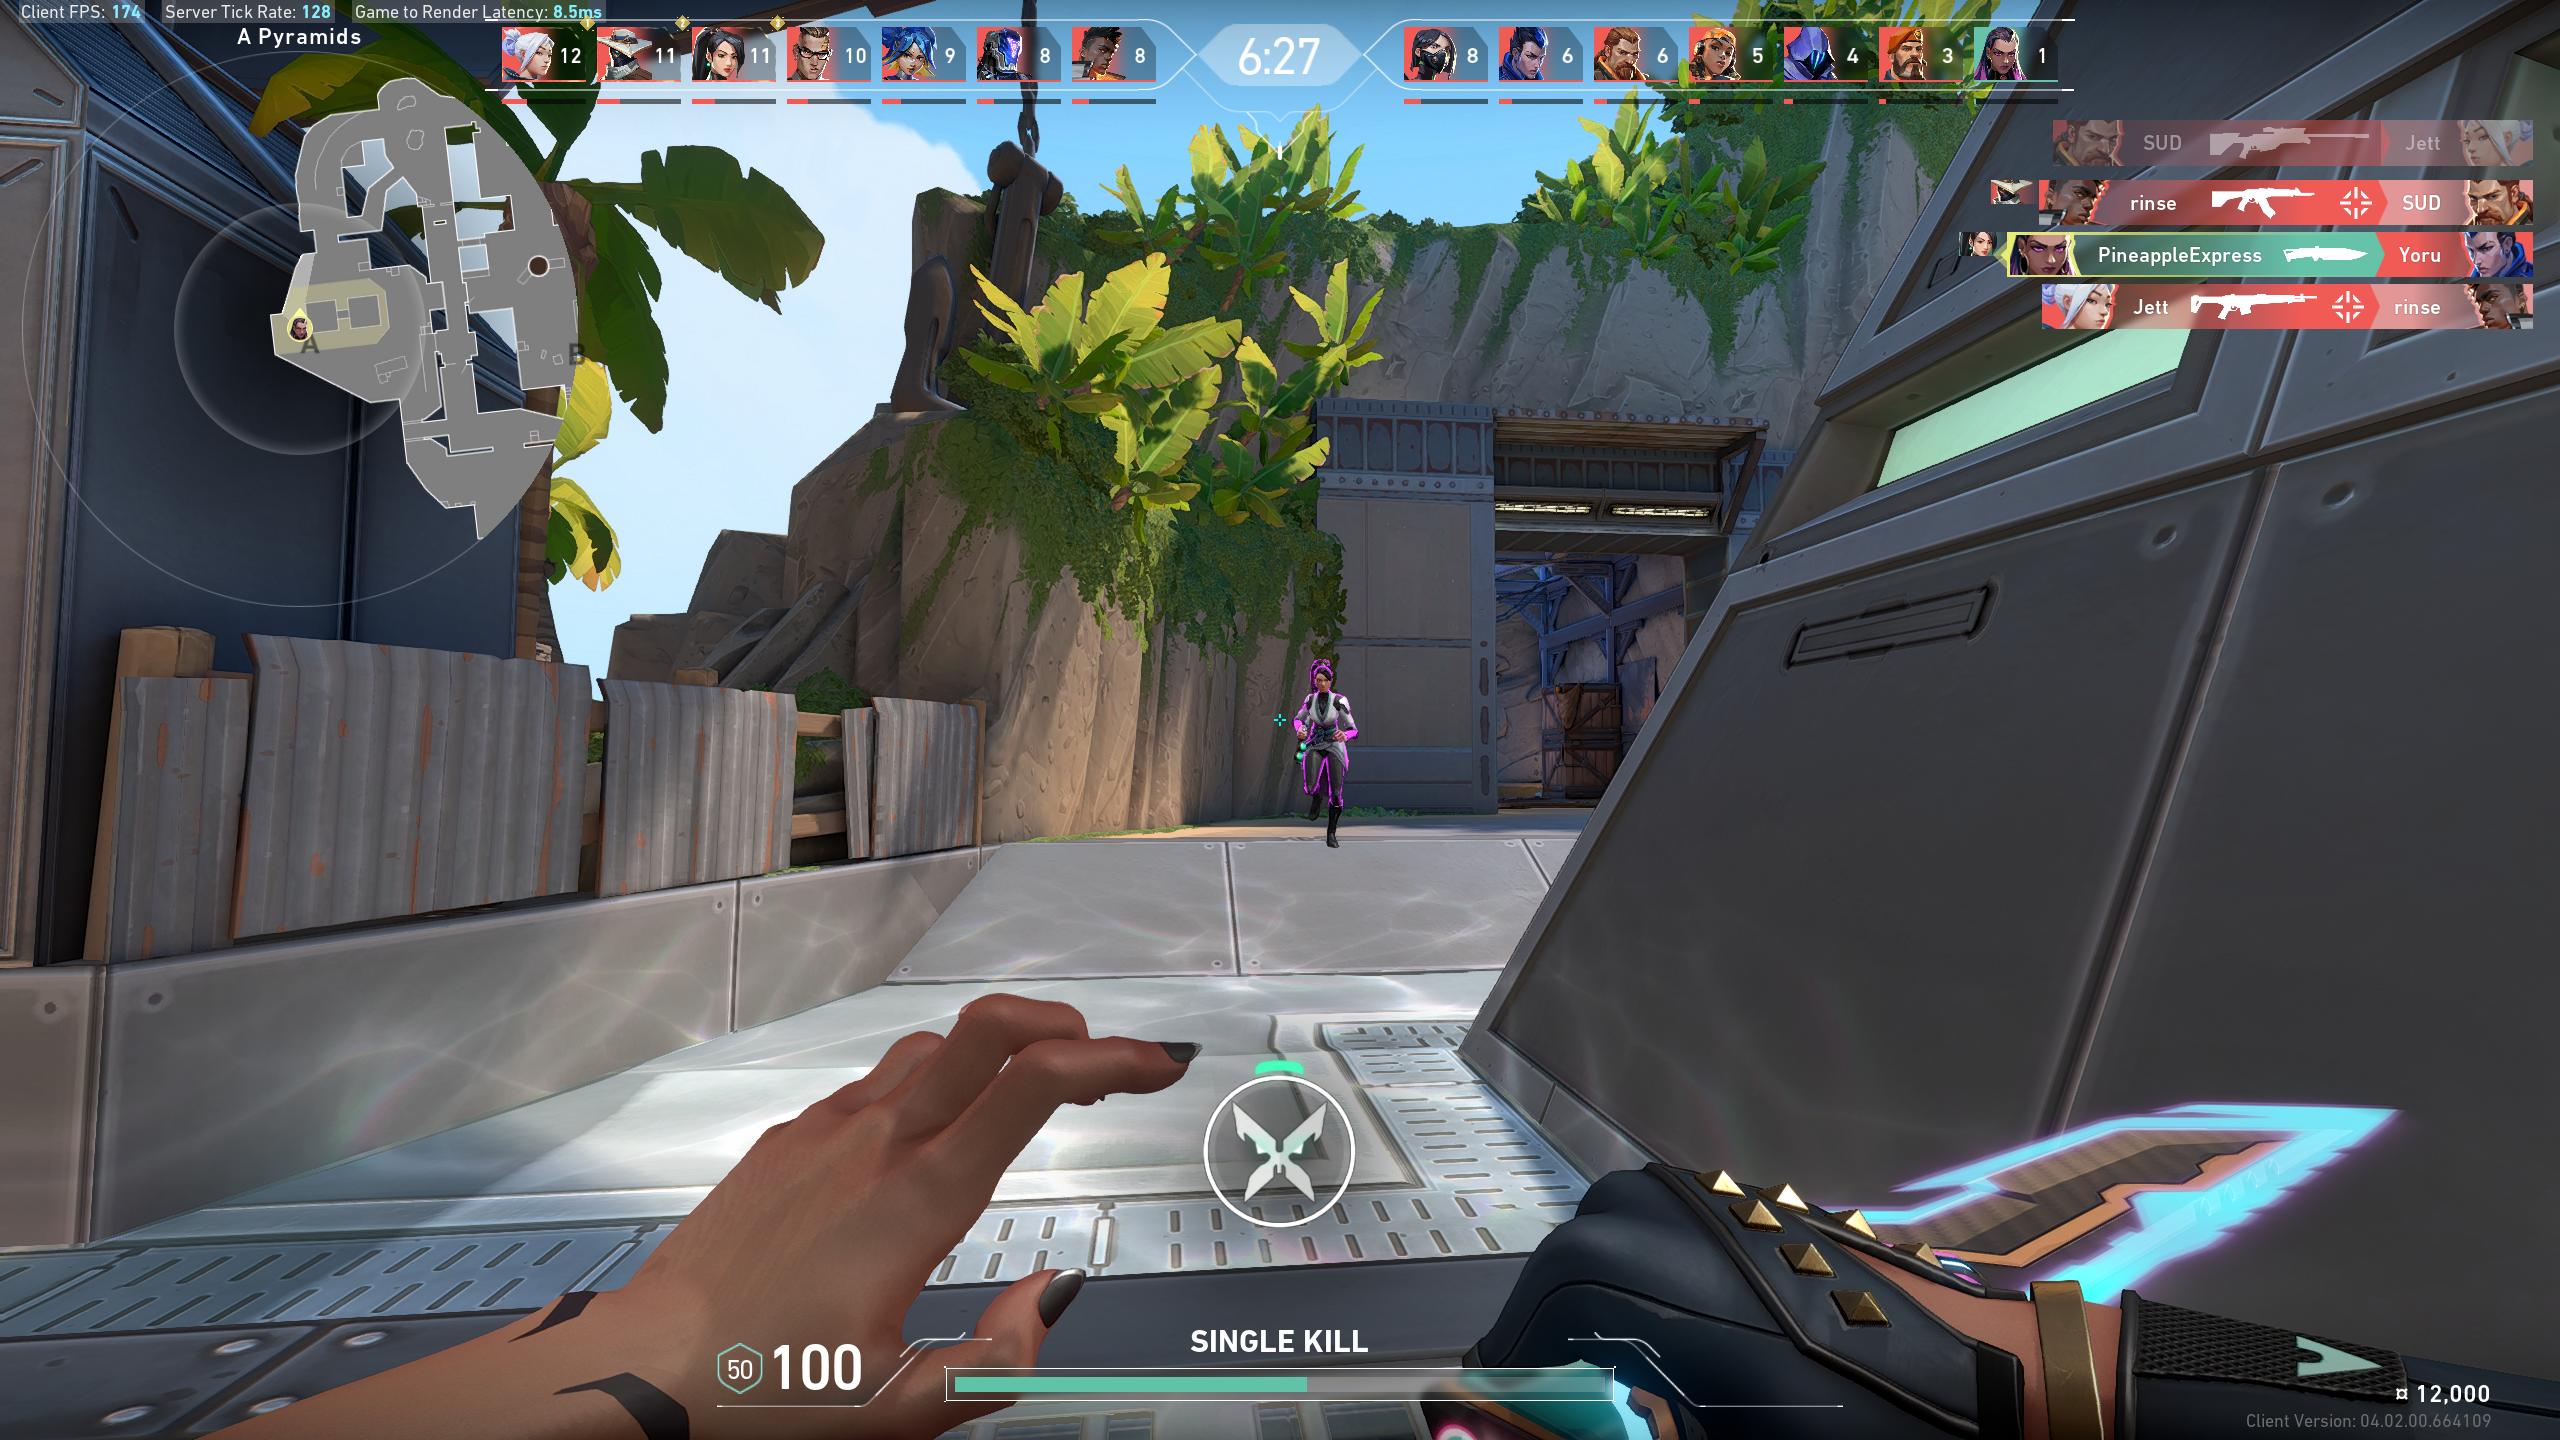 Client FPS: 174 Server Tick Rate: 128 Game to Render Latency: 8.5ms
A Pyramids
12 11 11 10 9 8 8 6:27 8 6 6 5 4 3 1
SUD Jett
rinse SUD
PineappleExpress Yoru
Jett rinse
A
B
SINGLE KILL
50 100
¤ 12,000
Client Version: 04.02.00.664109